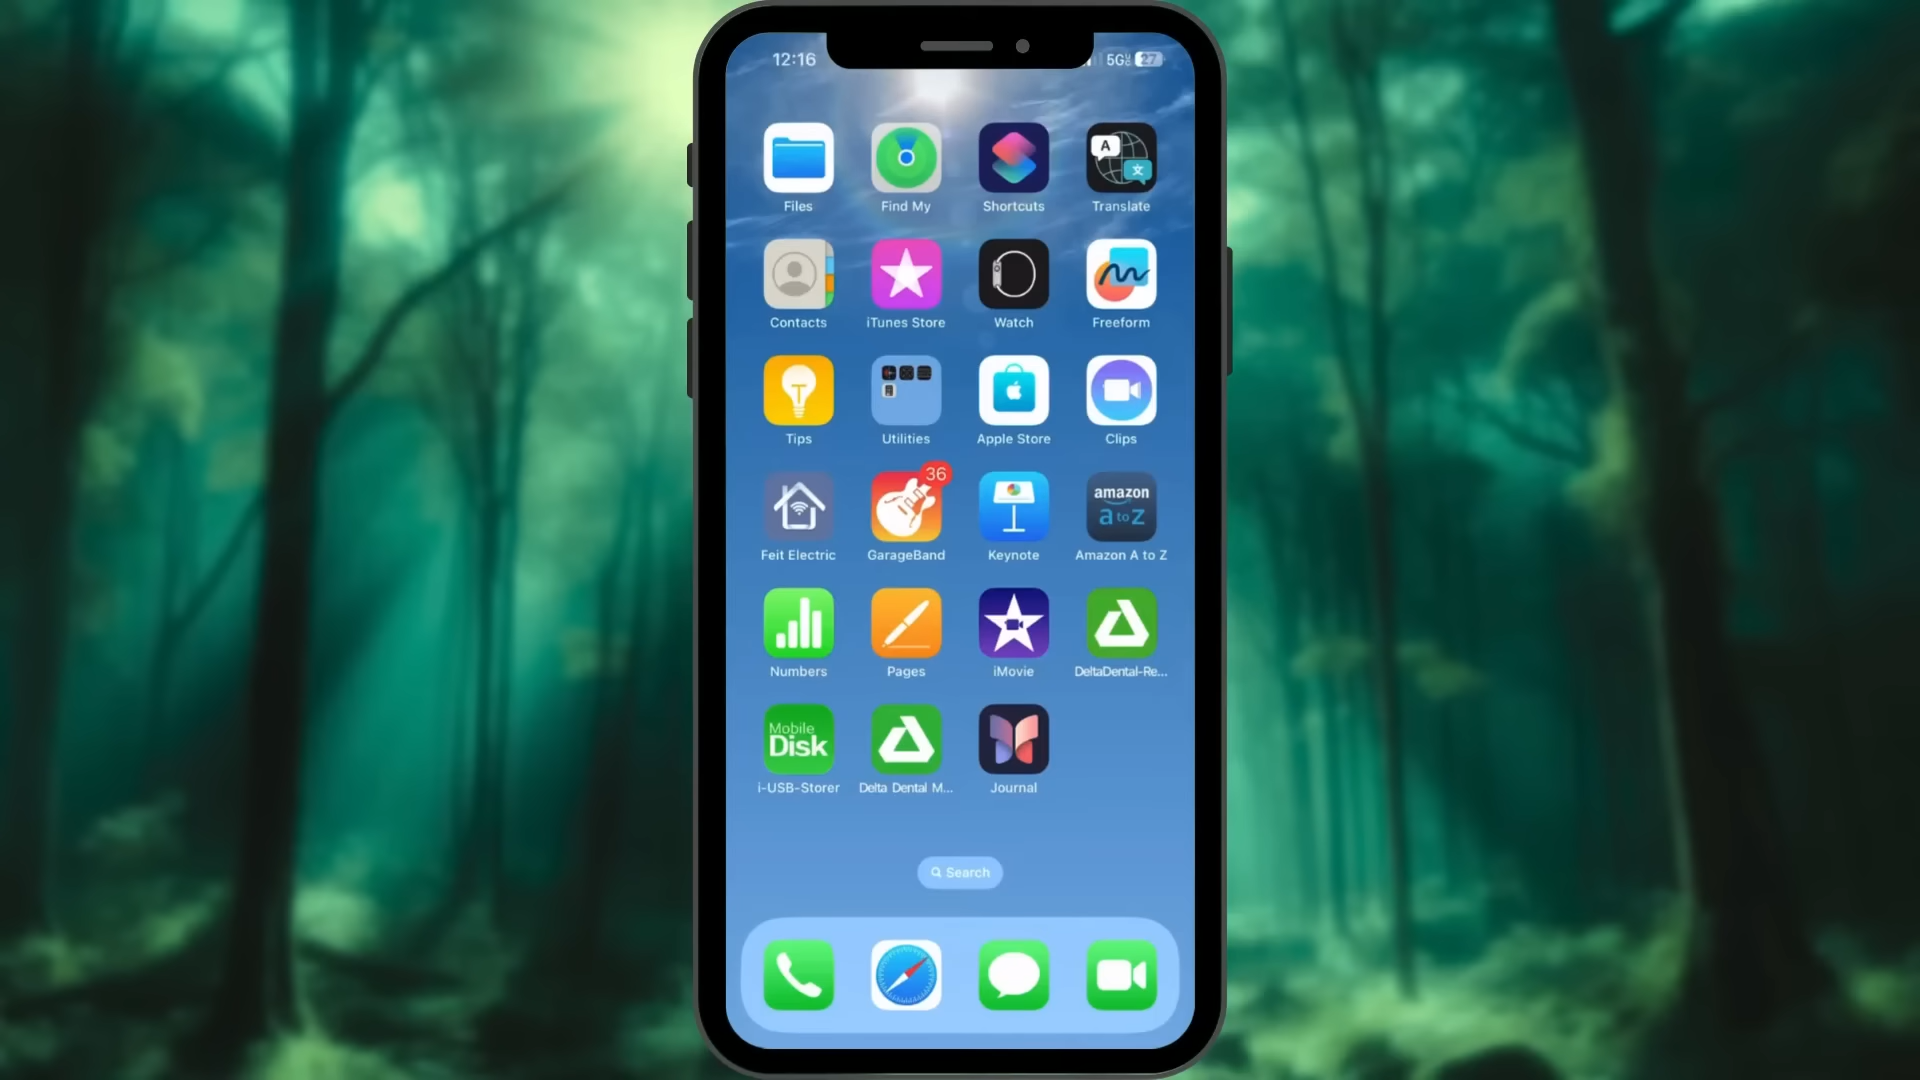 12:16 5G 27
Files Find My Shortcuts Translate
A 文
Contacts iTunes Store Watch Freeform
Tips Utilities Apple Store Clips
36
amazon
a to z
Feit Electric GarageBand Keynote Amazon A to Z
Numbers Pages iMovie DeltaDental-Re...
Mobile
Disk
i-USB-Storer Delta Dental M... Journal
Search